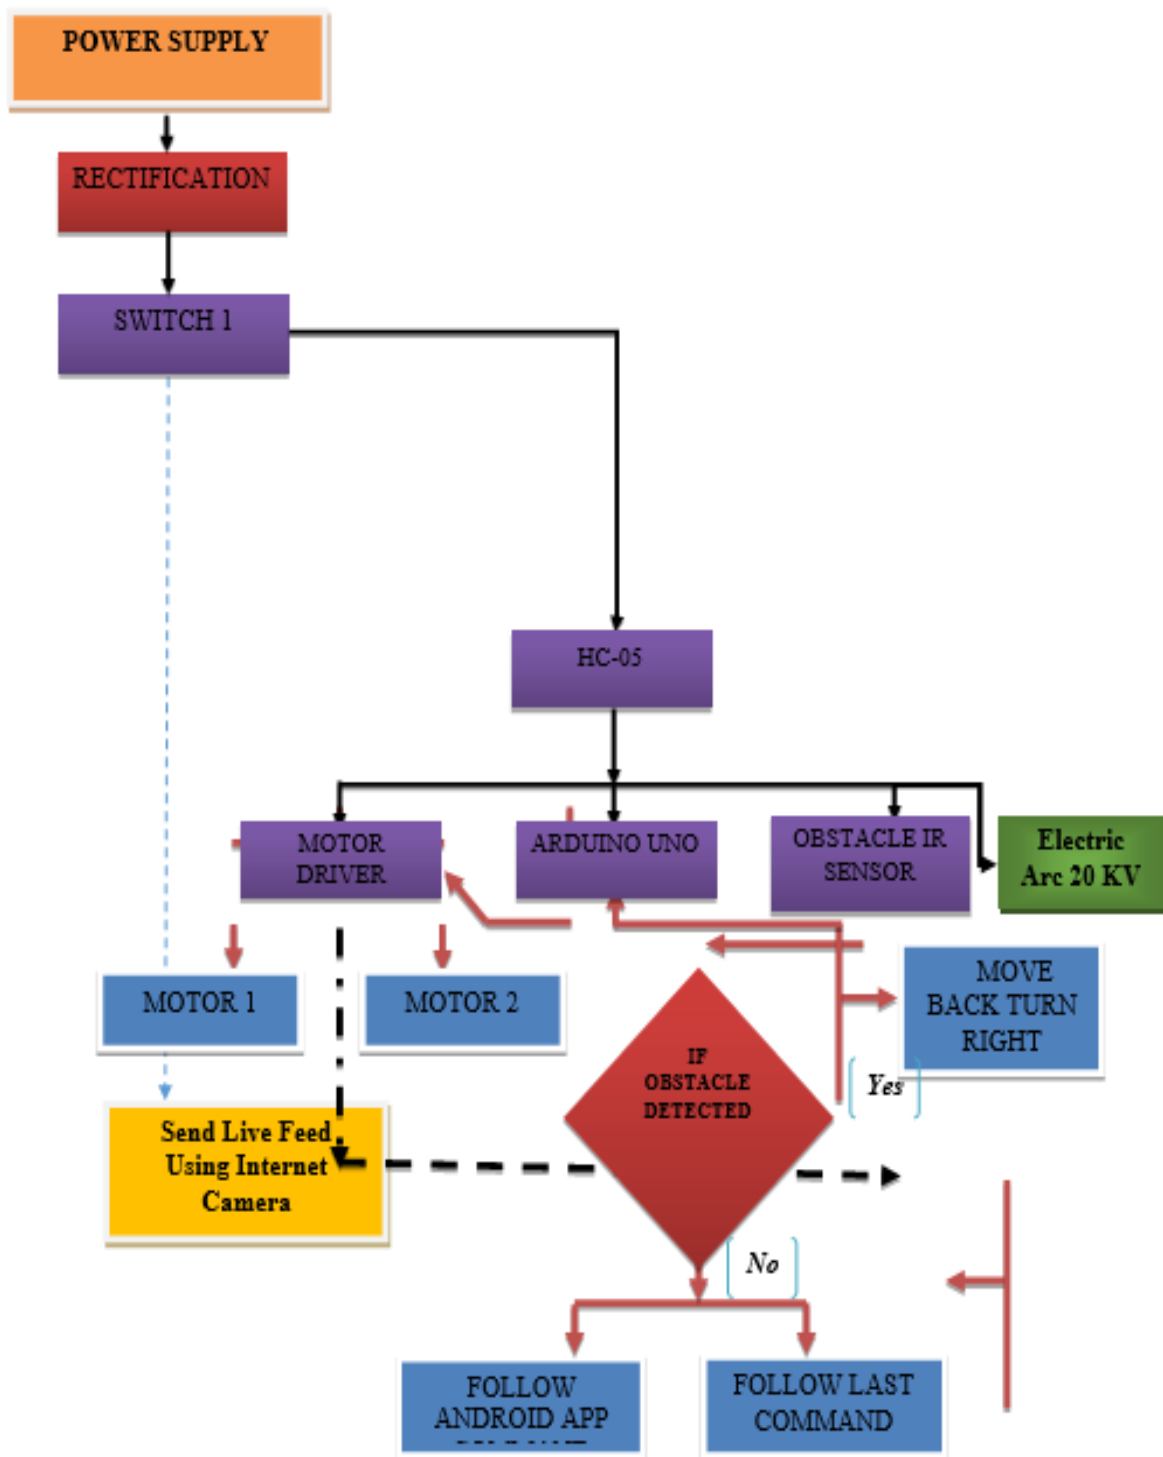 POWER SUPPLY
RECTIFICATION
SWITCH 1
HC-05
MOTOR
DRIVER
ARDUINO UNO
OBSTACLE IR
SENSOR
Electric
Arc 20 KV
MOTOR 1
MOTOR 2
MOVE
BACK TURN
RIGHT
IF
OBSTACLE
DETECTED
Yes
Send Live Feed
Using Internet
Camera
No
FOLLOW
ANDROID APP
FOLLOW LAST
COMMAND